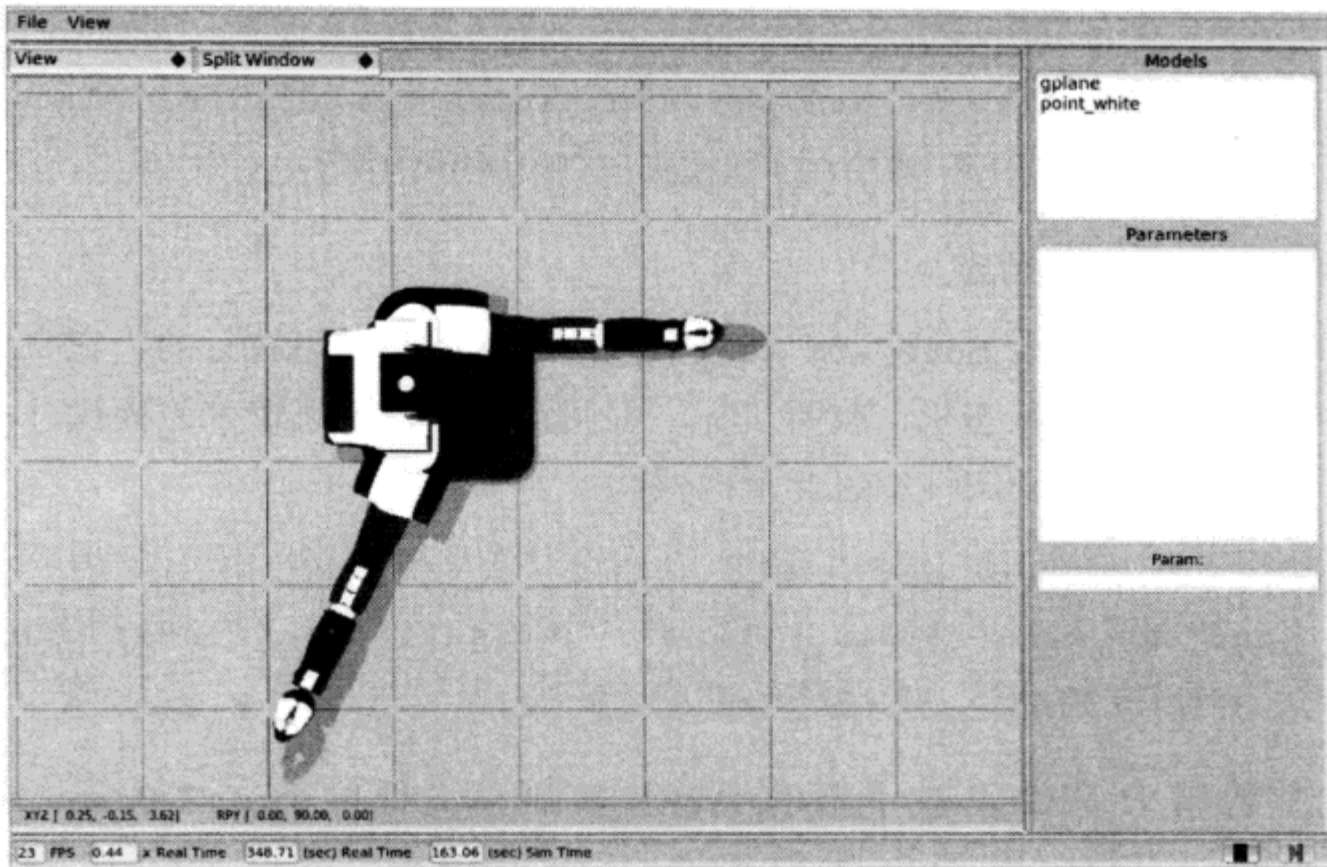 File View
View Split Window
Models
gplane
point_white
Parameters
Param:
XYZ [ 0.25, -0.15, 3.62] RPY [ 0.00, 90.00, 0.00]
23 FPS 0.44 x Real Time 348.71 (sec) Real Time 163.06 (sec) Sim Time